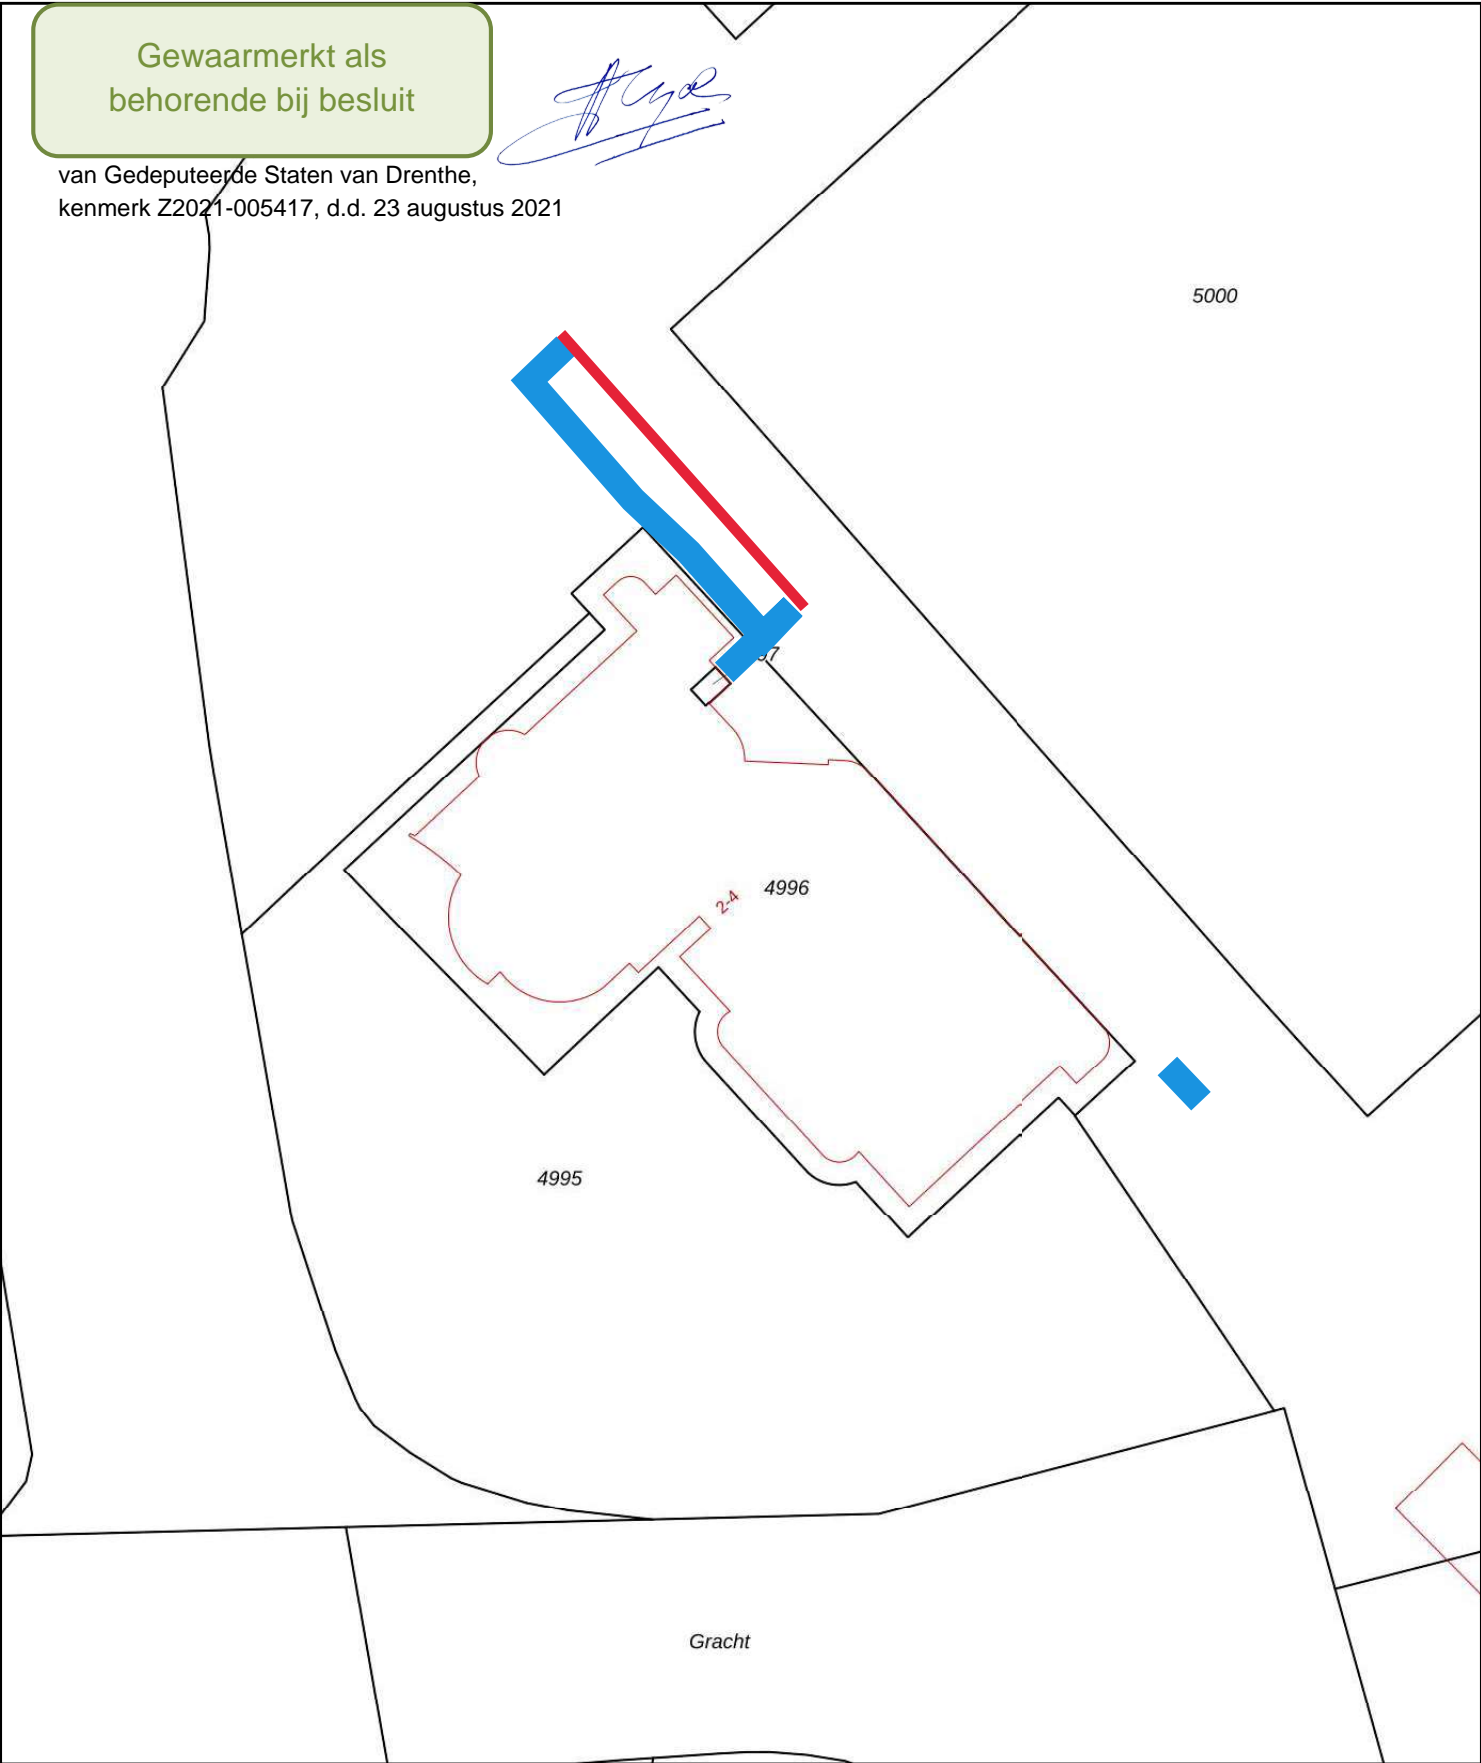 Gewaarmerkt als
behorende bij besluit
van Gedeputeerde Staten van Drenthe,
kenmerk Z2021-005417, d.d. 23 augustus 2021
5000
97
4996
2-4
4995
Gracht